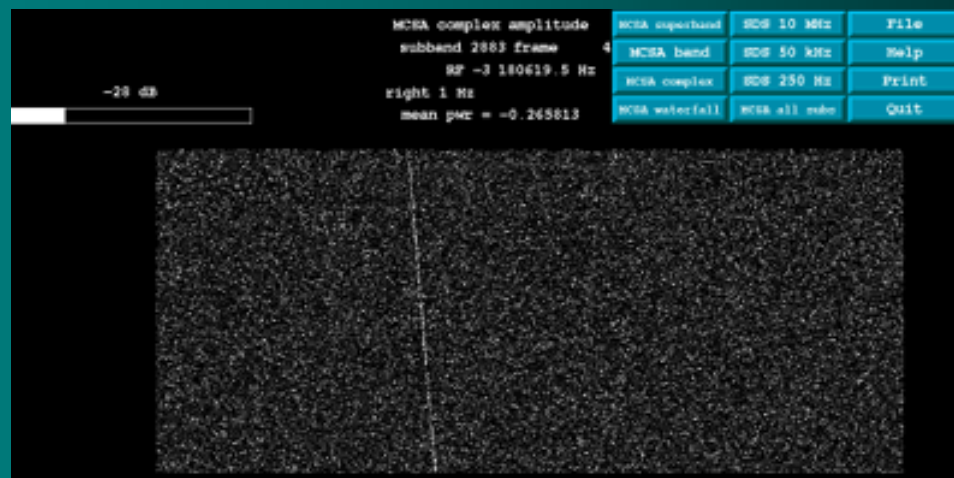 MCSA complex amplitude
subband 2883 frame 4
RF -3 180619.5 Hz
right 1 Hz
mean pwr = -0.265813
-28 dB
MCSA superband SDS 10 MHz File
MCSA band SDS 50 kHz Help
MCSA complex SDS 250 Hz Print
MCSA waterfall MCSA all subs Quit